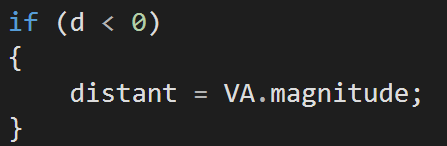 if (d < 0)
{
    distant = VA.magnitude;
}